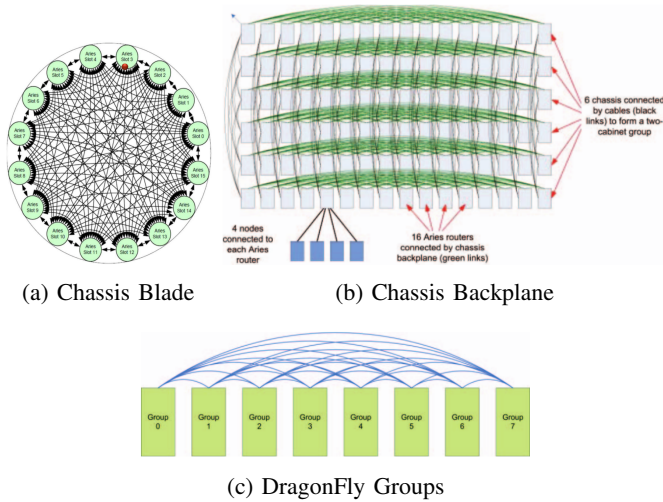 Aries
Slot 4
Aries
Slot 3
Aries
Slot 5
Aries
Slot 2
Aries
Slot 6
Aries
Slot 1
Aries
Slot 7
Aries
Slot 0
Aries
Slot 8
Aries
Slot 15
Aries
Slot 9
Aries
Slot 14
Aries
Slot 10
Aries
Slot 13
Aries
Slot 11
Aries
Slot 12
6 chassis connected
by cables (black
links) to form a two-
cabinet group
4 nodes
connected to
each Aries
router
16 Aries routers
connected by chassis
backplane (green links)
(a) Chassis Blade
(b) Chassis Backplane
Group
0
Group
1
Group
2
Group
3
Group
4
Group
5
Group
6
Group
7
(c) DragonFly Groups